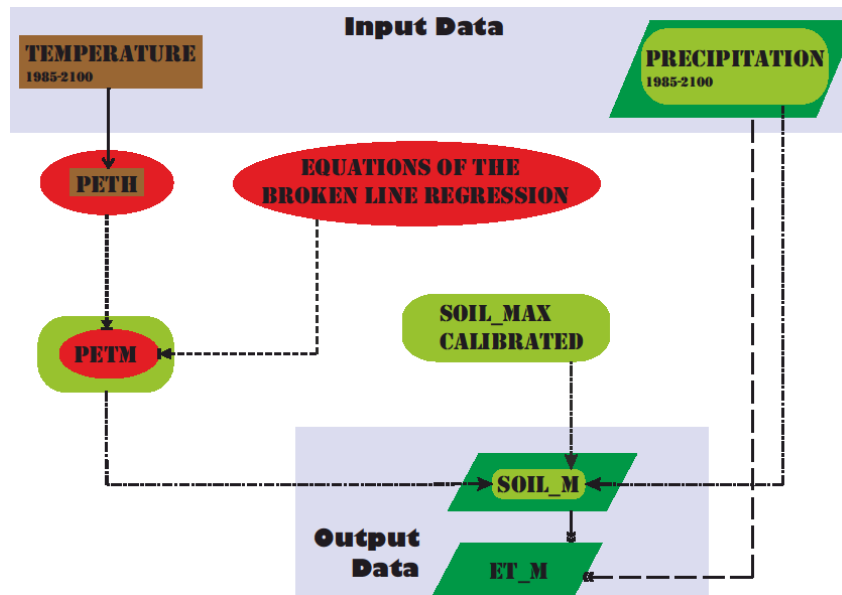 Input Data
TEMPERATURE
1985-2100
PRECIPITATION
1985-2100
PETH
EQUATIONS OF THE
BROKEN LINE REGRESSION
PETM
SOIL_MAX
CALIBRATED
SOIL_M
Output
Data
ET_M